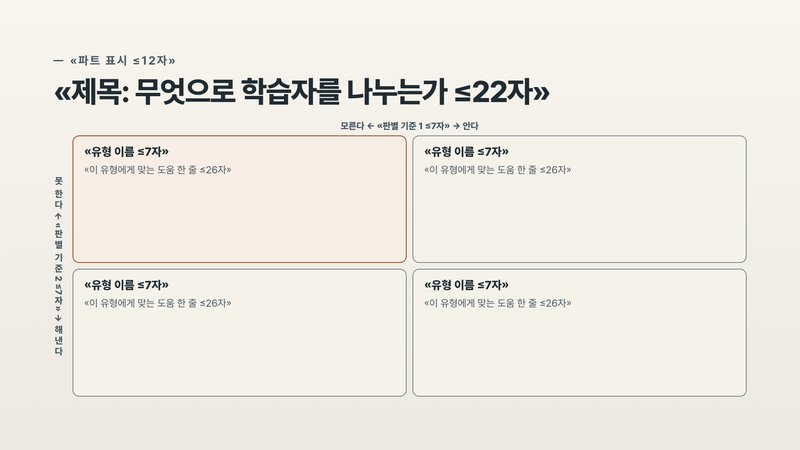 — «파트 표시 ≤12자»
«제목: 무엇으로 학습자를 나누는가 ≤22자»
모른다 ← «판별 기준 1 ≤7자» → 안다
못한다 ← «판별 기준 2 ≤7자» → 해낸다
«유형 이름 ≤7자»
«이 유형에게 맞는 도움 한 줄 ≤26자»
«유형 이름 ≤7자»
«이 유형에게 맞는 도움 한 줄 ≤26자»
«유형 이름 ≤7자»
«이 유형에게 맞는 도움 한 줄 ≤26자»
«유형 이름 ≤7자»
«이 유형에게 맞는 도움 한 줄 ≤26자»